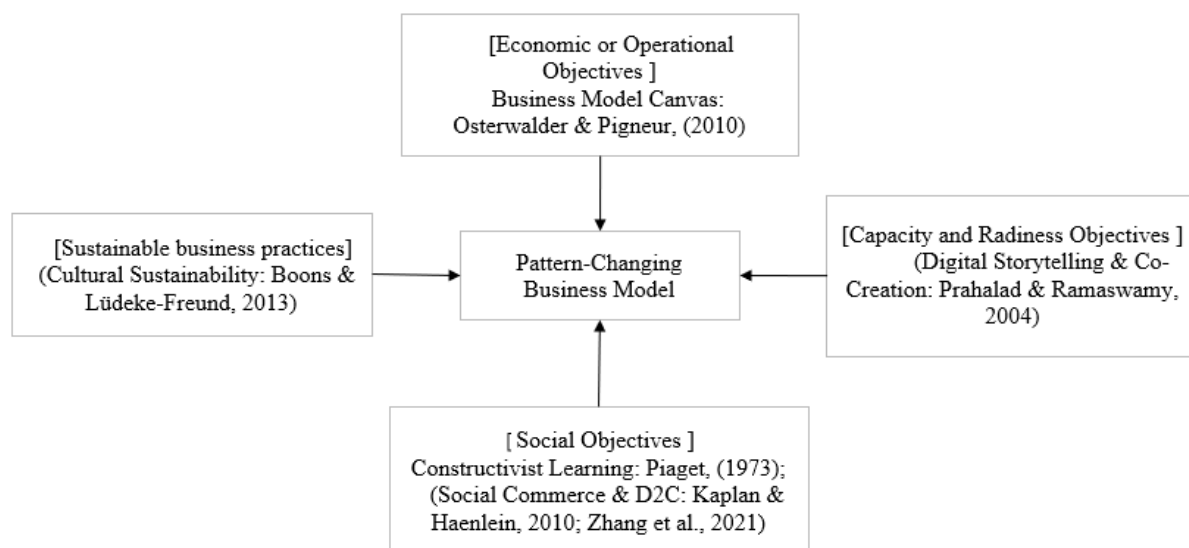 [Economic or Operational
Objectives ]
Business Model Canvas:
Osterwalder & Pigneur, (2010)
[Sustainable business practices]
(Cultural Sustainability: Boons &
Lüdeke-Freund, 2013)
Pattern-Changing
Business Model
[Capacity and Radiness Objectives ]
(Digital Storytelling & Co-
Creation: Prahalad & Ramaswamy,
2004)
[ Social Objectives ]
Constructivist Learning: Piaget, (1973);
(Social Commerce & D2C: Kaplan &
Haenlein, 2010; Zhang et al., 2021)